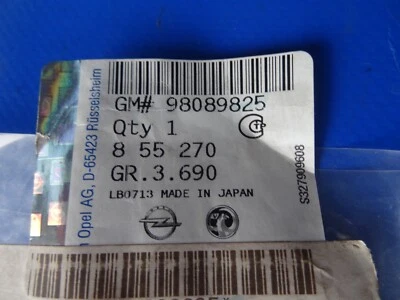 GM# 98089825
Qty 1
8 55 270
GR.3.690
LB0713 MADE IN JAPAN
Opel AG, D-65423 Rüsselsheim
S327909608